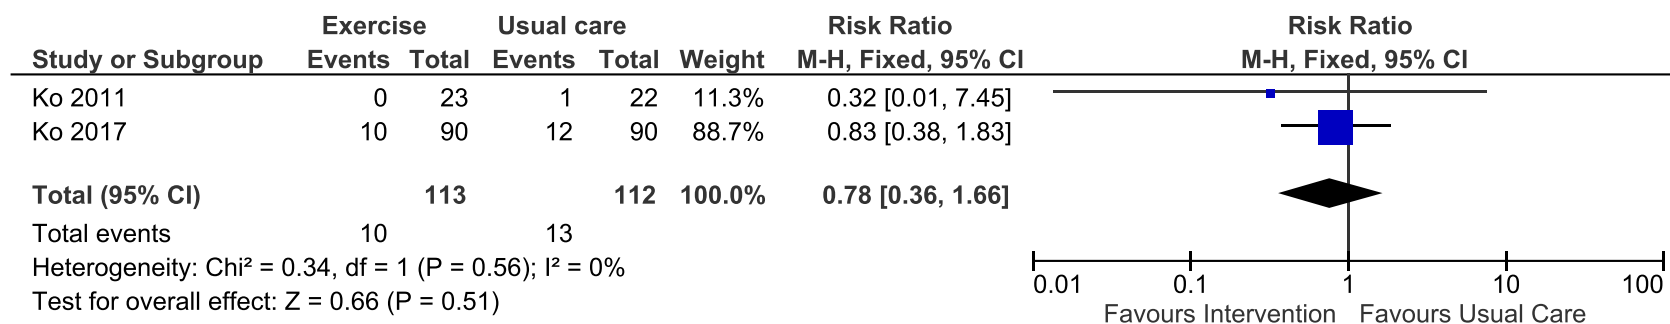 Exercise Usual care Risk Ratio Risk Ratio
Study or Subgroup Events Total Events Total Weight M-H, Fixed, 95% CI M-H, Fixed, 95% CI
Ko 2011 0 23 1 22 11.3% 0.32 [0.01, 7.45]
Ko 2017 10 90 12 90 88.7% 0.83 [0.38, 1.83]
Total (95% CI) 113 112 100.0% 0.78 [0.36, 1.66]
Total events 10 13
Heterogeneity: Chi² = 0.34, df = 1 (P = 0.56); I² = 0%
Test for overall effect: Z = 0.66 (P = 0.51)
0.01 0.1 1 10 100
Favours Intervention Favours Usual Care